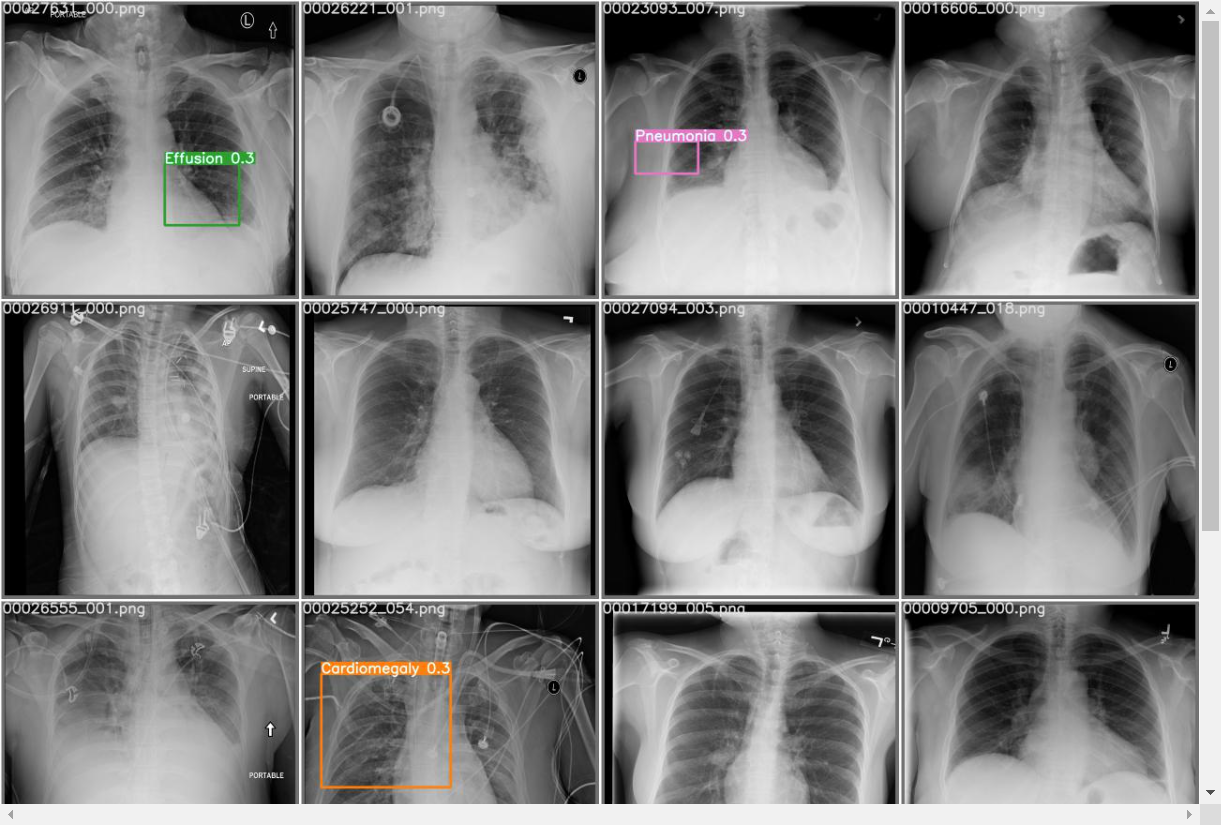 00027631_000.png
PORTABLE
L
00026221_001.png
L
00023093_007.png
00016606_000.png
Effusion 0.3
Pneumonia 0.3
00026911_000.png
AP
SUPINE
PORTABLE
00025747_000.png
00027094_003.png
00010447_018.png
L
00026555_001.png
PORTABLE
00025252_054.png
L
00017199_005.png
00009705_000.png
Cardiomegaly 0.3